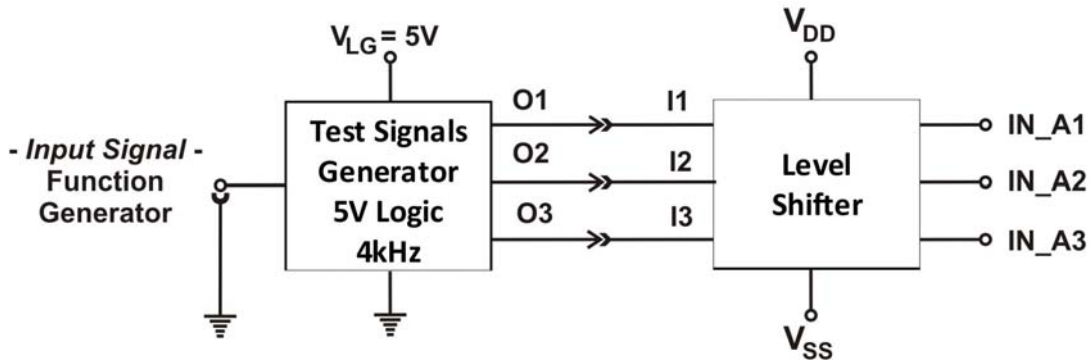 V_LG = 5V
V_DD
- Input Signal -
Function
Generator
Test Signals
Generator
5V Logic
4kHz
O1
O2
O3
I1
I2
I3
Level
Shifter
IN_A1
IN_A2
IN_A3
V_SS